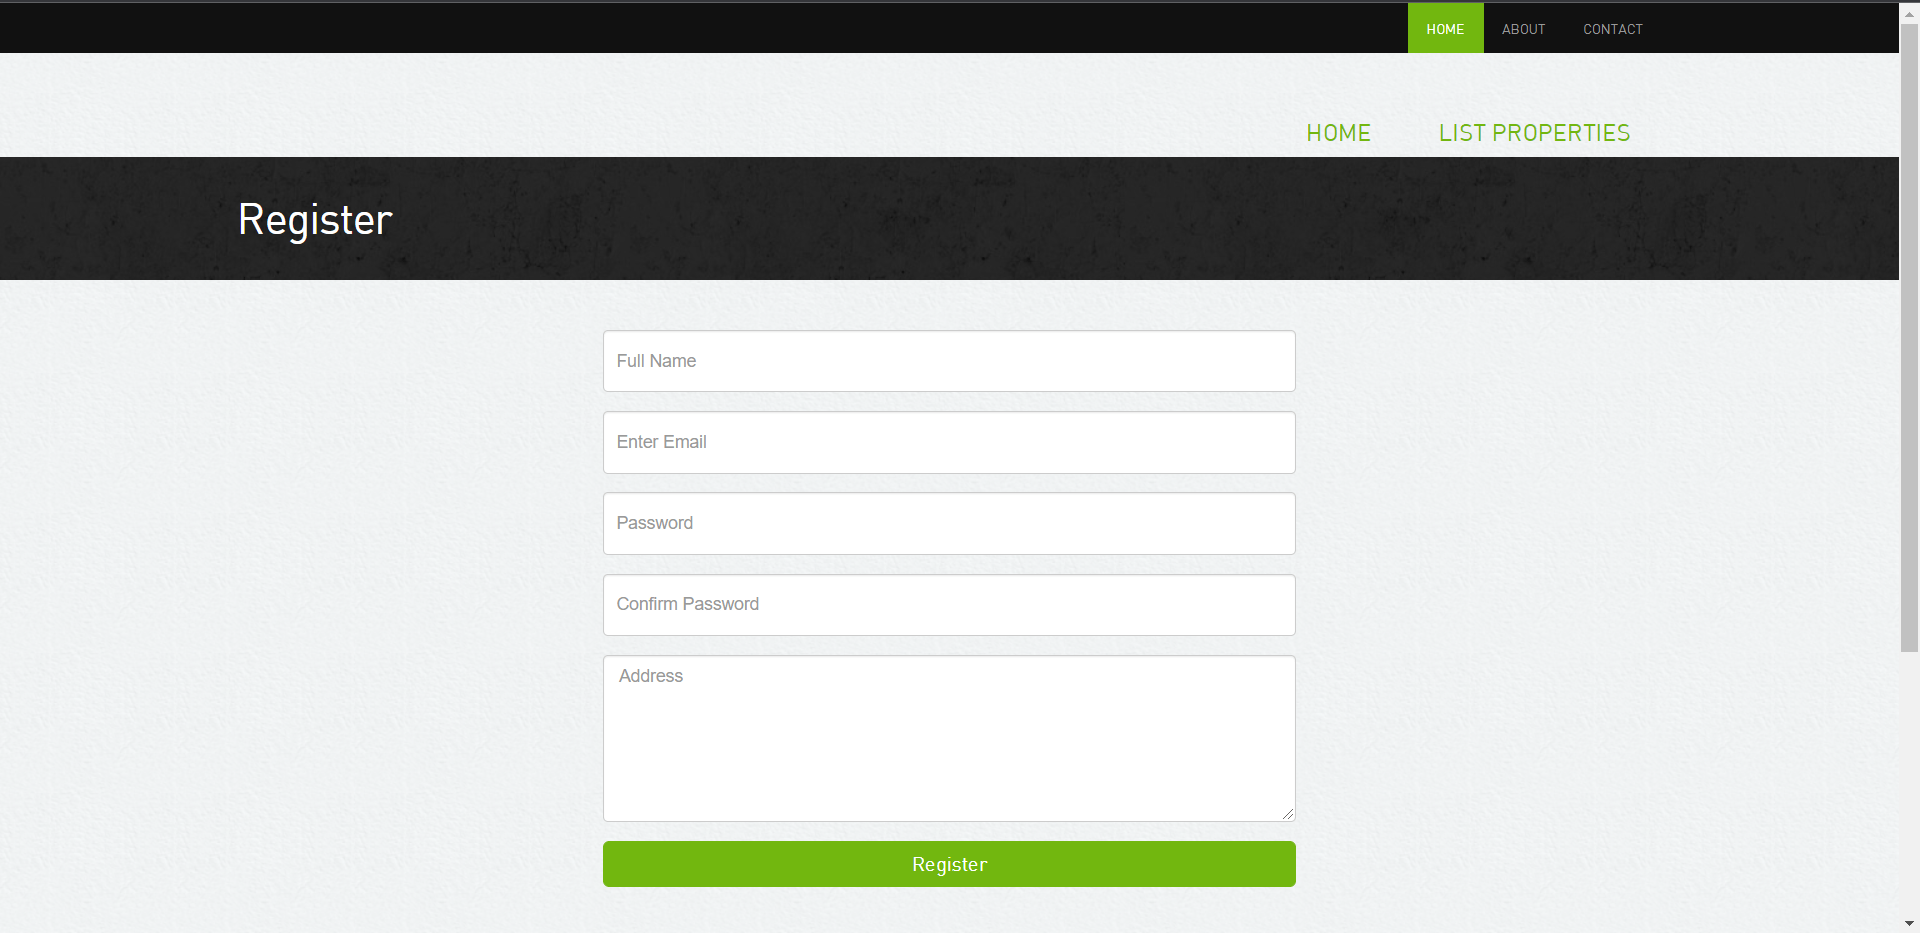 HOME ABOUT CONTACT
HOME LIST PROPERTIES
Register
Full Name
Enter Email
Password
Confirm Password
Address
Register